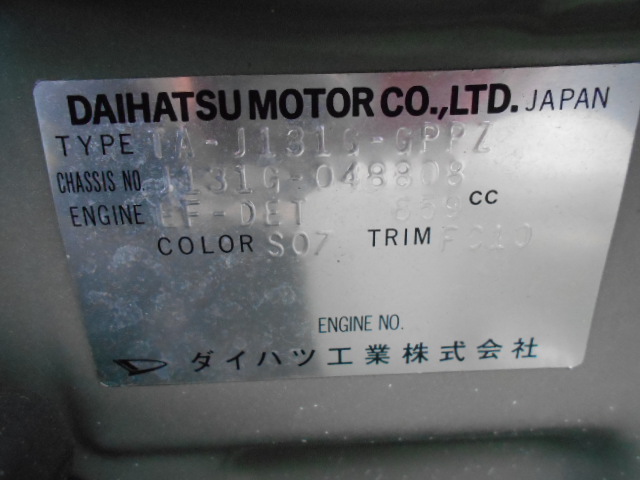 DAIHATSU MOTOR CO.,LTD. JAPAN
TYPE TA-J131G-GPPZ
CHASSIS NO. J131G-048808
ENGINE EF-DET 659 CC
COLOR S07 TRIM FC10
ENGINE NO.
ダイハツ工業株式会社